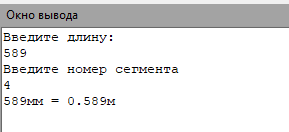 Окно вывода
Введите длину:
589
Введите номер сегмента
4
589мм = 0.589м